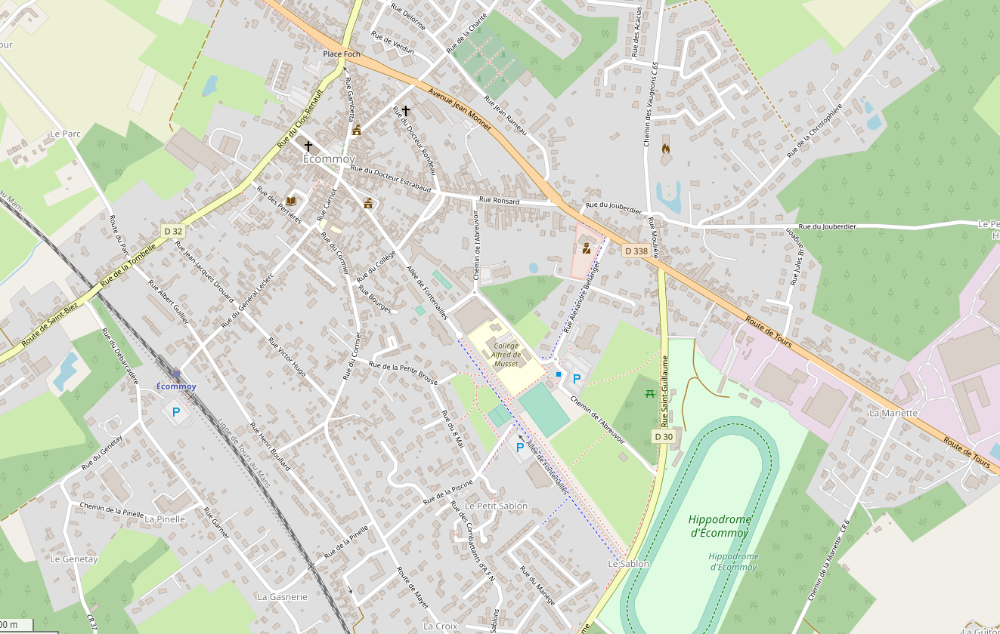 Rue Delorme
Rue de la Charité
Rue de Verdun
Rue des Acacias
Place Foch
Rue Gambetta
Avenue Jean Monnet
Rue du Clos-Renault
Rue Jean Rameau
Chemin des Vaugeons C 65
Rue de la Christophière
Le Parc
Rue du Docteur Rondeau
Écommoy
Rue du Docteur Estrabaud
Rue Ronsard
Rue du Jouberdier
Rue du Jouberdier
au Mans
Rue des Perrières
Rue Carnot
Rue du Parc
D 32
Chemin de l'Abreuvoir
Rue Moulière
D 338
Rue de la Tombelle
Rue Jean-Jacques Drouard
Rue du Cormier
Rue du Collège
Allée de Fontenailles
Rue Jules Bramgeon
Rue Alexandre Bellanger
Rue Albert Guillier
Rue du Général Leclerc
Rue Bourges
Route de Saint-Biez
Route de Tours
Rue du Débarcadère
Rue Victor Hugo
Rue du Cormier
Collège
Alfred de
Musset
Rue de la Petite Brosse
P
Écommoy
P
Rue Saint-Guillaume
Chemin de l'Abreuvoir
La Mariette
Ligne de Tours au Mans
Rue Henri Boullard
Rue du 8 Mai
P
Allée de Fontenailles
D 30
Route de Tours
Rue du Genetay
Rue de la Piscine
Le Petit Sablon
Chemin de la Pinelle
La Pinelle
Rue Garnier
Rue de la Pinelle
Rue des Combattants d'A.F.N
Hippodrome
d'Écommoy
Hippodrome
d'Écommoy
Le Genetay
Le Sablon
Chemin de la Mariette
CR 6
Route de Mayet
Rue du Manège
La Gasnerie
CR 31
La Croix
Sablons
00 m